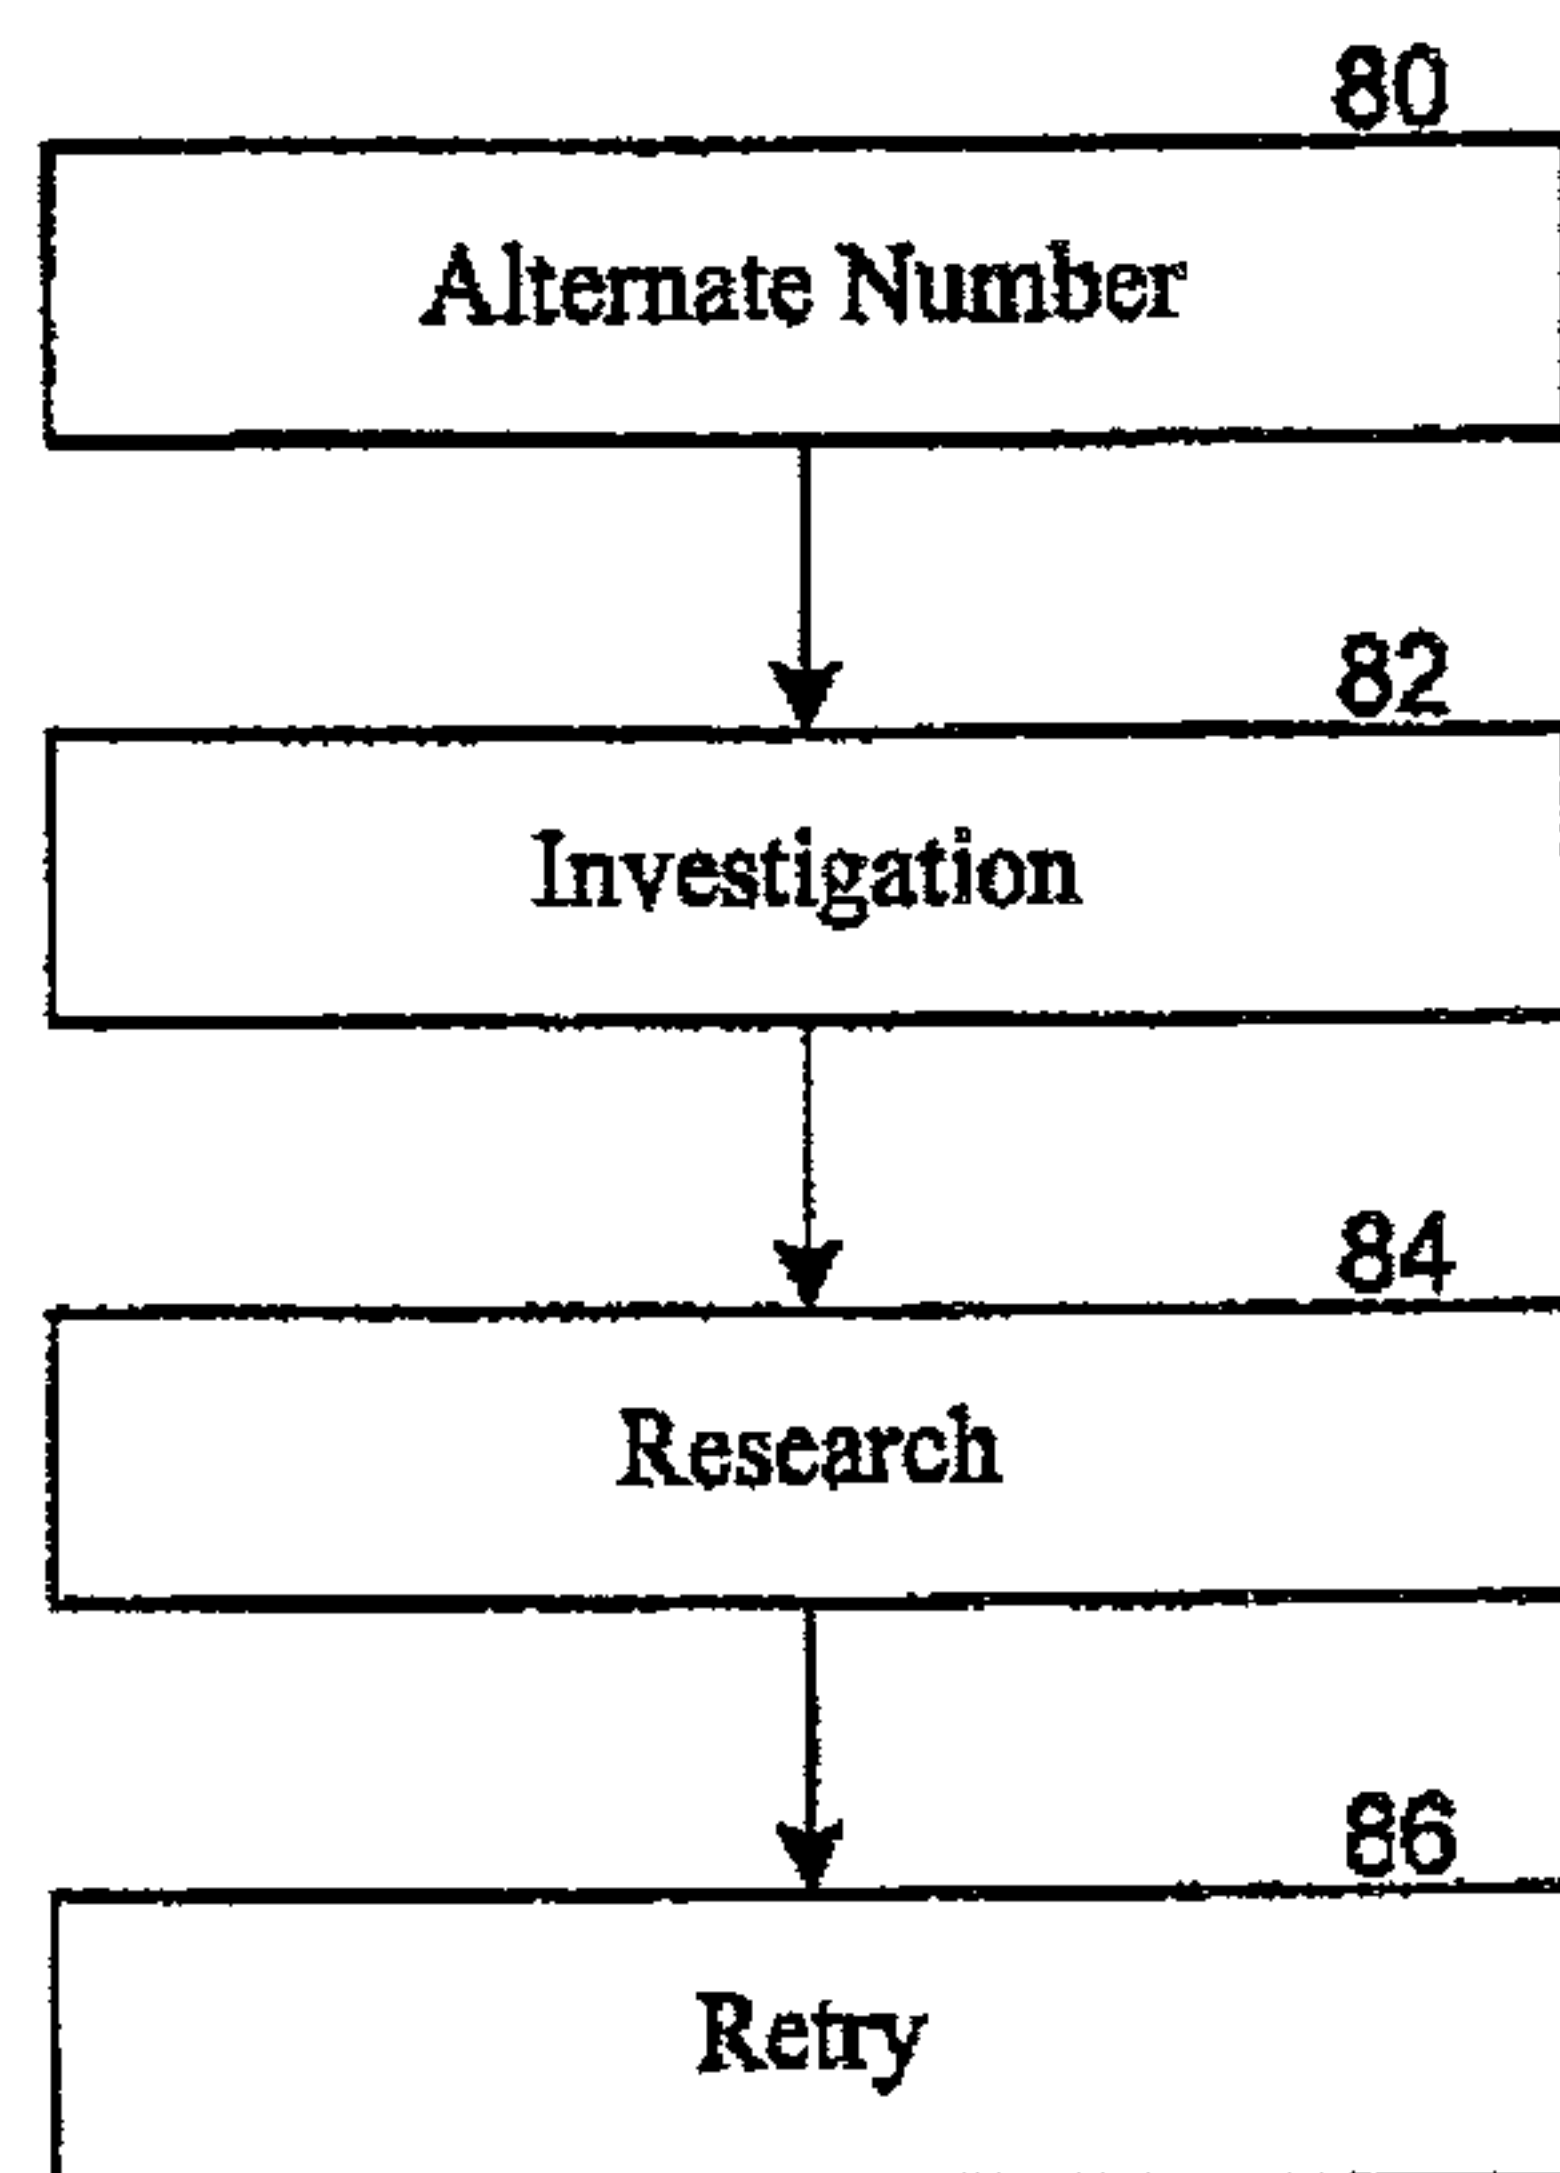 80
Alternate Number
82
Investigation
84
Research
86
Retry